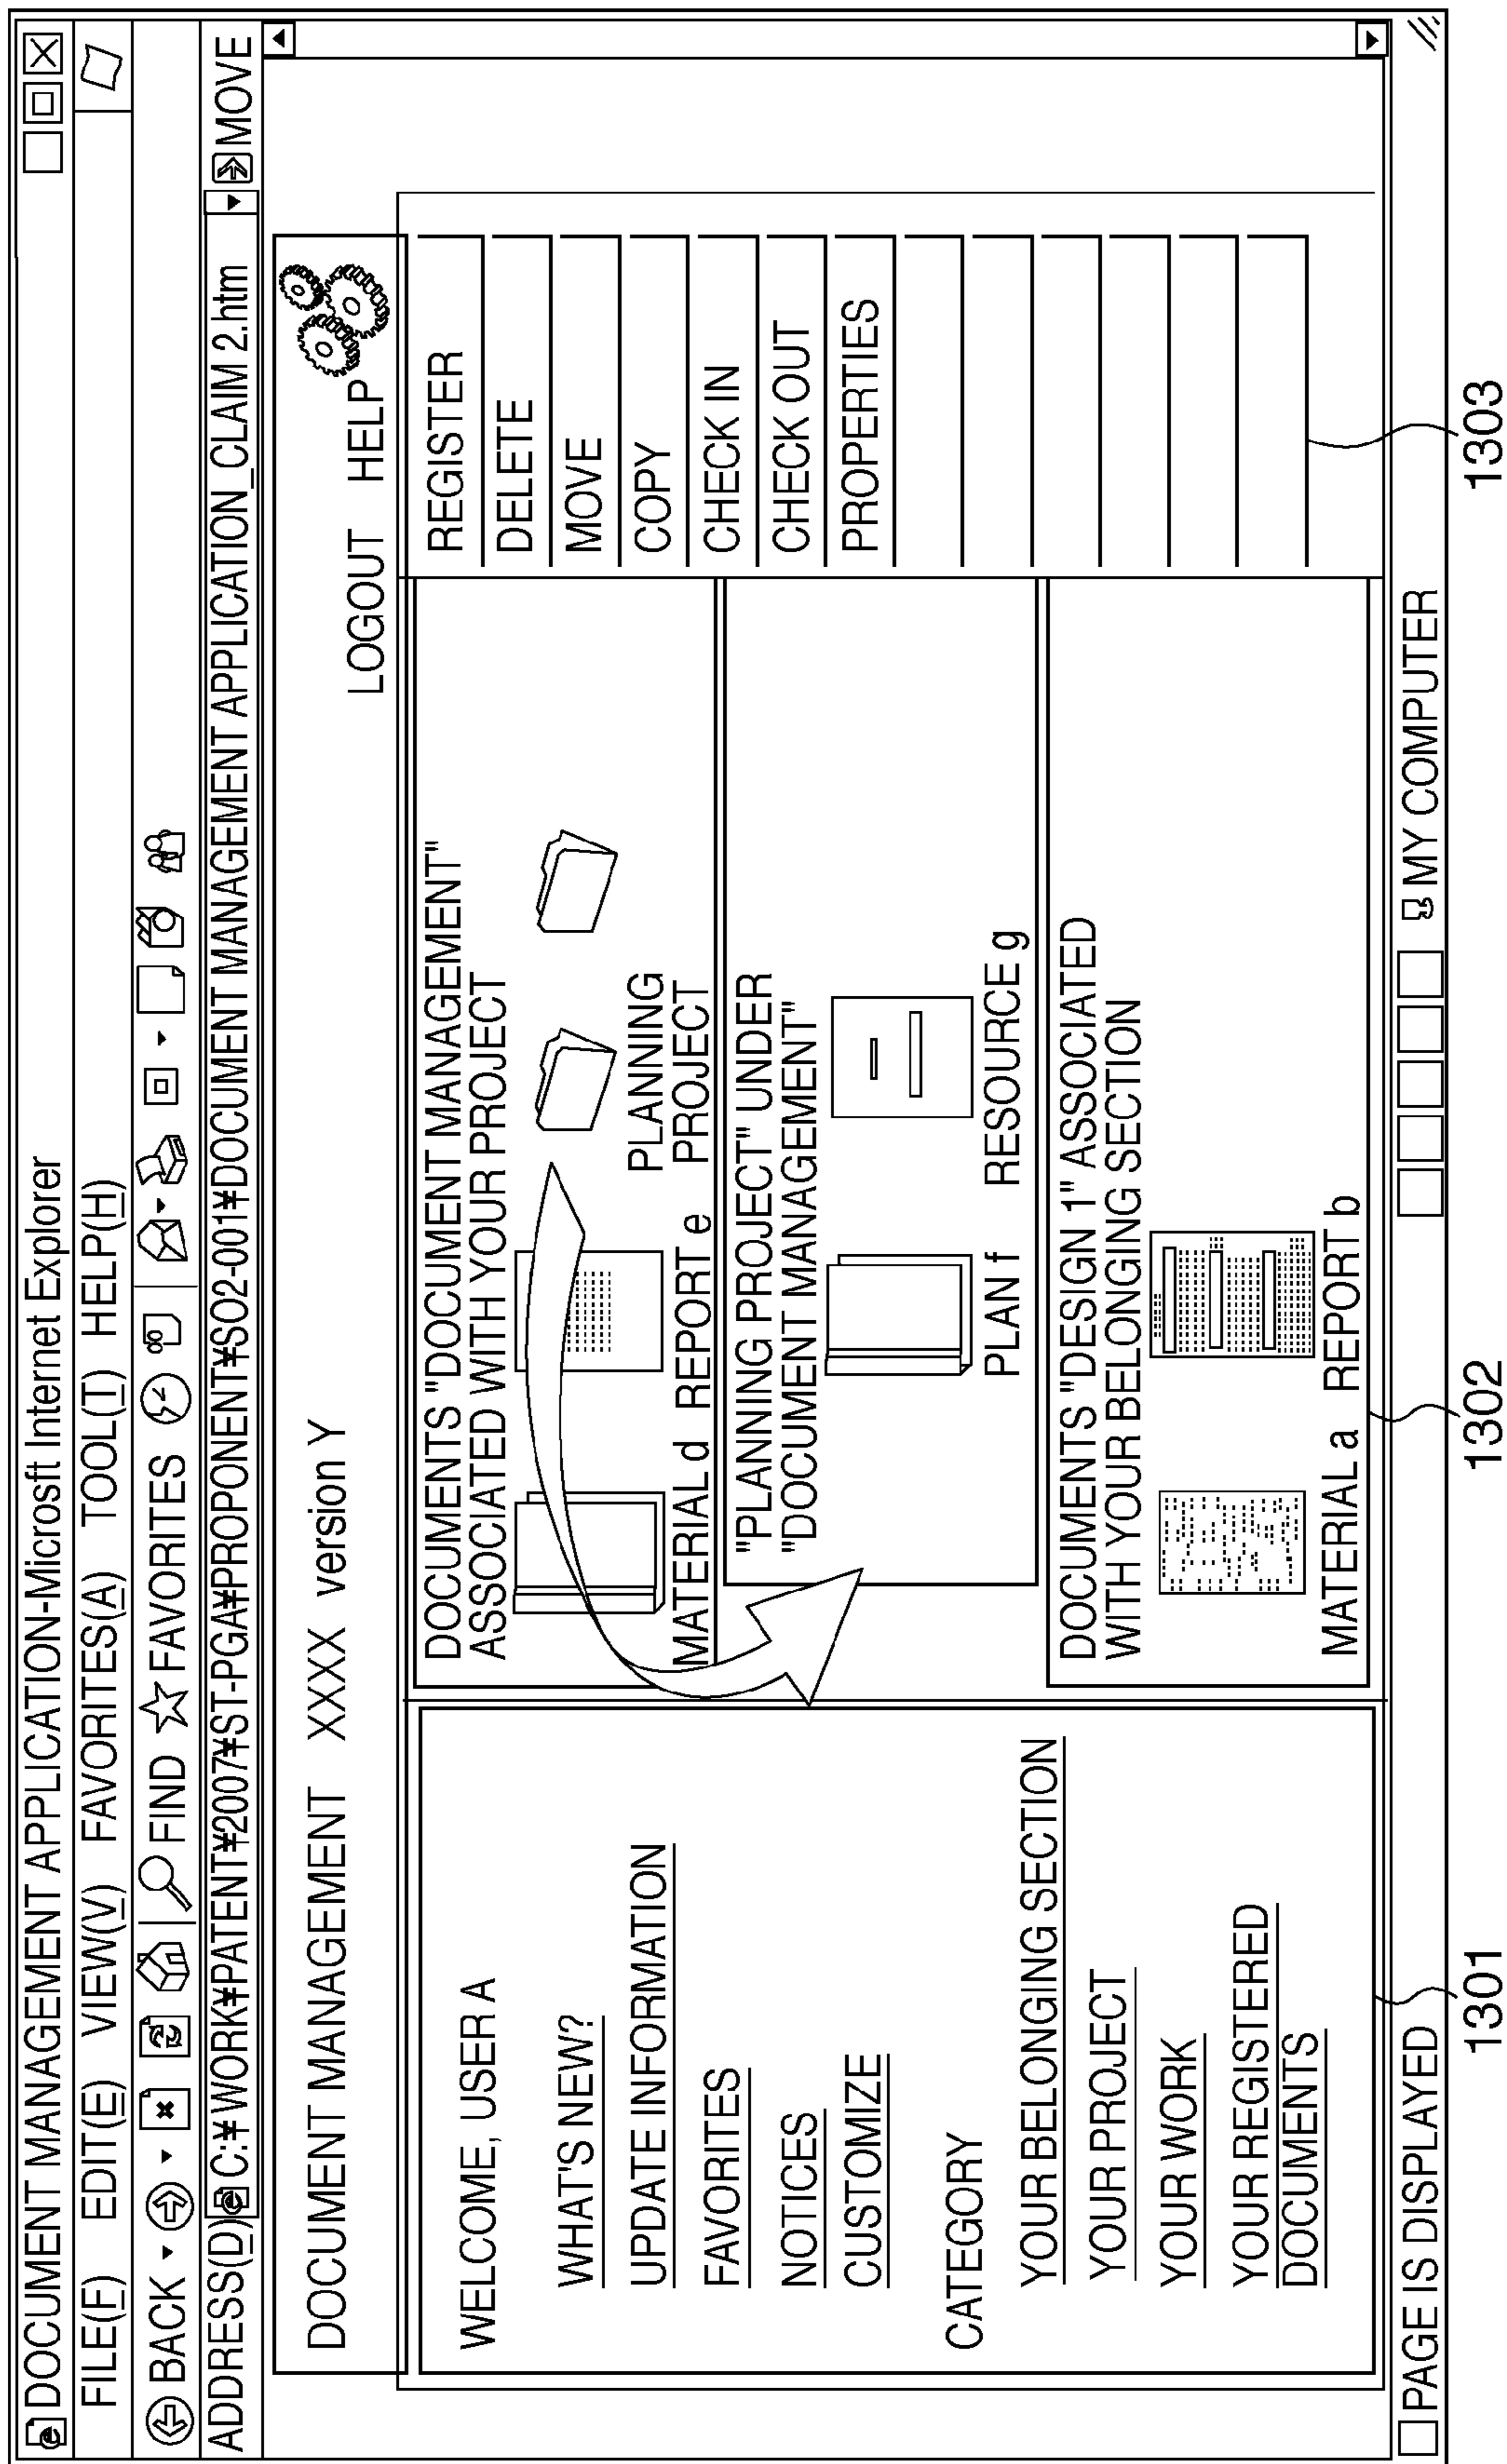 DOCUMENT MANAGEMENT APPLICATION-Microsft Internet Explorer
FILE(F) EDIT(E) VIEW(V) FAVORITES(A) TOOL(T) HELP(H)
BACK FIND FAVORITES
ADDRESS(D) C:¥WORK¥PATENT¥2007¥ST-PGA¥PROPONENT¥SO2-001¥DOCUMENT MANAGEMENT APPLICATION_CLAIM 2.htm MOVE
DOCUMENT MANAGEMENT XXXX version Y
LOGOUT HELP
WELCOME, USER A
WHAT'S NEW?
UPDATE INFORMATION
FAVORITES
NOTICES
CUSTOMIZE
CATEGORY
YOUR BELONGING SECTION
YOUR PROJECT
YOUR WORK
YOUR REGISTERED
DOCUMENTS
DOCUMENTS "DOCUMENT MANAGEMENT"
ASSOCIATED WITH YOUR PROJECT
MATERIAL d REPORT e
PLANNING
PROJECT
"PLANNING PROJECT" UNDER
"DOCUMENT MANAGEMENT"
PLAN f RESOURCE g
DOCUMENTS "DESIGN 1" ASSOCIATED
WITH YOUR BELONGING SECTION
MATERIAL a REPORT b
REGISTER
DELETE
MOVE
COPY
CHECK IN
CHECK OUT
PROPERTIES
PAGE IS DISPLAYED MY COMPUTER
1301 1302 1303